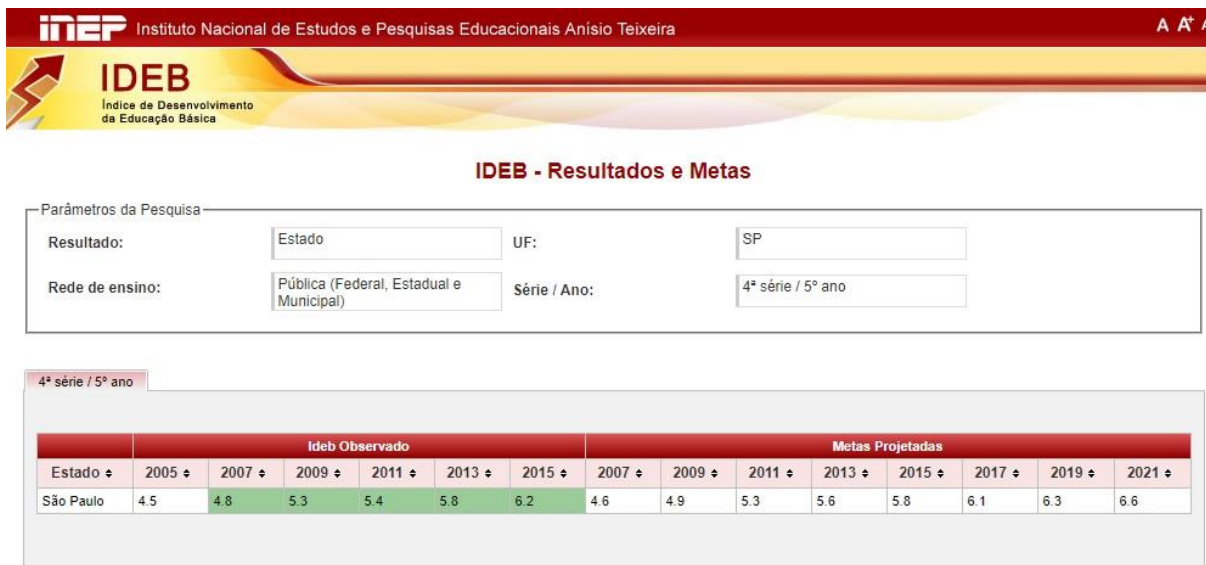 inep Instituto Nacional de Estudos e Pesquisas Educacionais Anísio Teixeira A A+
IDEB
Índice de Desenvolvimento
da Educação Básica
IDEB - Resultados e Metas
Parâmetros da Pesquisa
Resultado: Estado UF: SP
Rede de ensino: Pública (Federal, Estadual e
Municipal) Série / Ano: 4ª série / 5º ano
4ª série / 5º ano
Ideb Observado Metas Projetadas
Estado 2005 2007 2009 2011 2013 2015 2007 2009 2011 2013 2015 2017 2019 2021
São Paulo 4.5 4.8 5.3 5.4 5.8 6.2 4.6 4.9 5.3 5.6 5.8 6.1 6.3 6.6